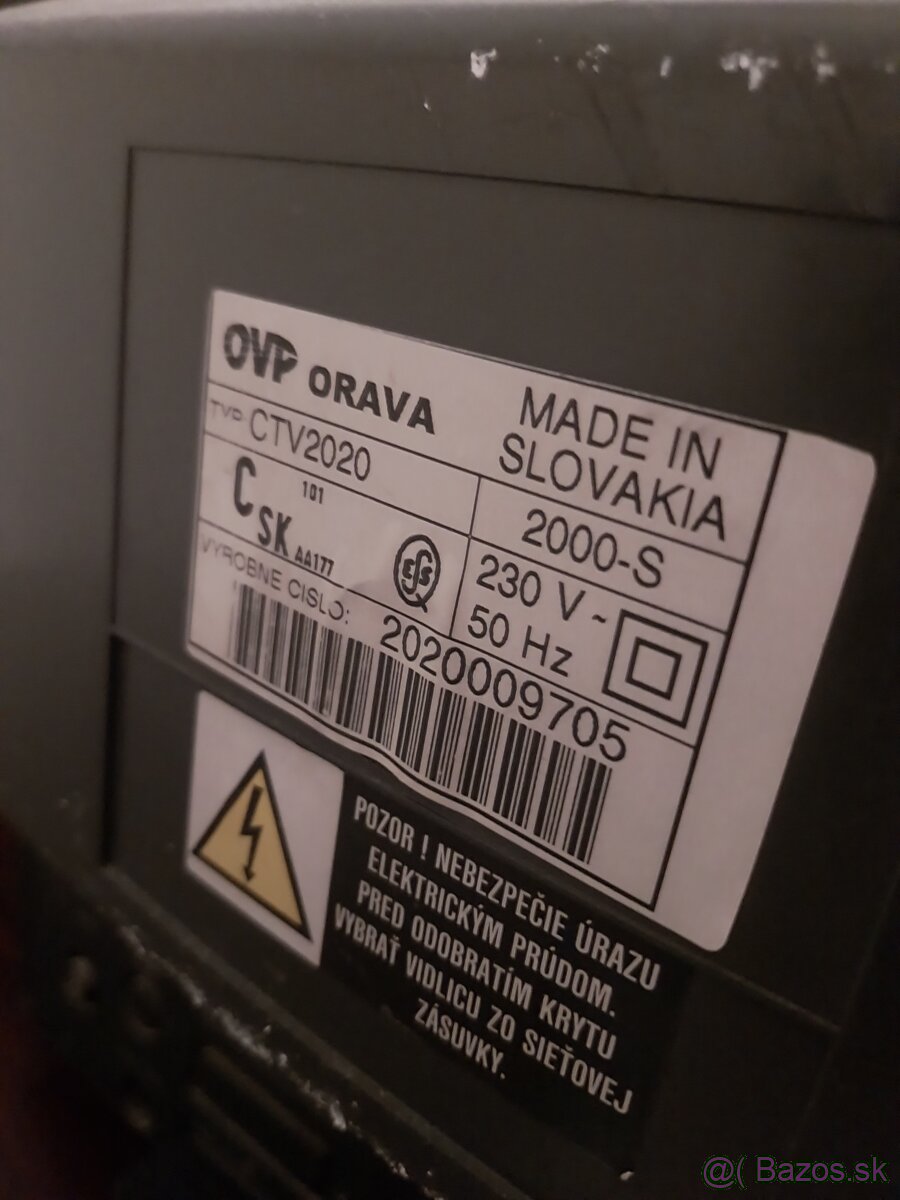 OVP ORAVA
MADE IN
SLOVAKIA
TYP CTV2020
2000-S
C 101
SK AA177
ESČ
230 V ~
50 Hz
VYROBNE CISLO:
2020009705
POZOR ! NEBEZPEČIE ÚRAZU
ELEKTRICKÝM PRÚDOM.
PRED ODOBRATÍM KRYTU
VYBRAŤ VIDLICU ZO SIEŤOVEJ
ZÁSUVKY.
@( Bazos.sk